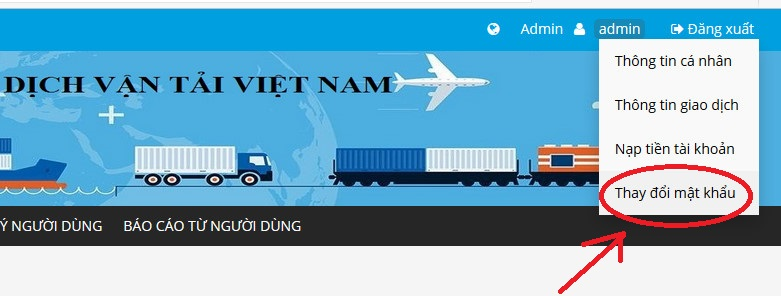 Admin admin Đăng xuất
Thông tin cá nhân
DỊCH VẬN TẢI VIỆT NAM
Thông tin giao dịch
Nạp tiền tài khoản
Thay đổi mật khẩu
Ý NGƯỜI DÙNG BÁO CÁO TỪ NGƯỜI DÙNG